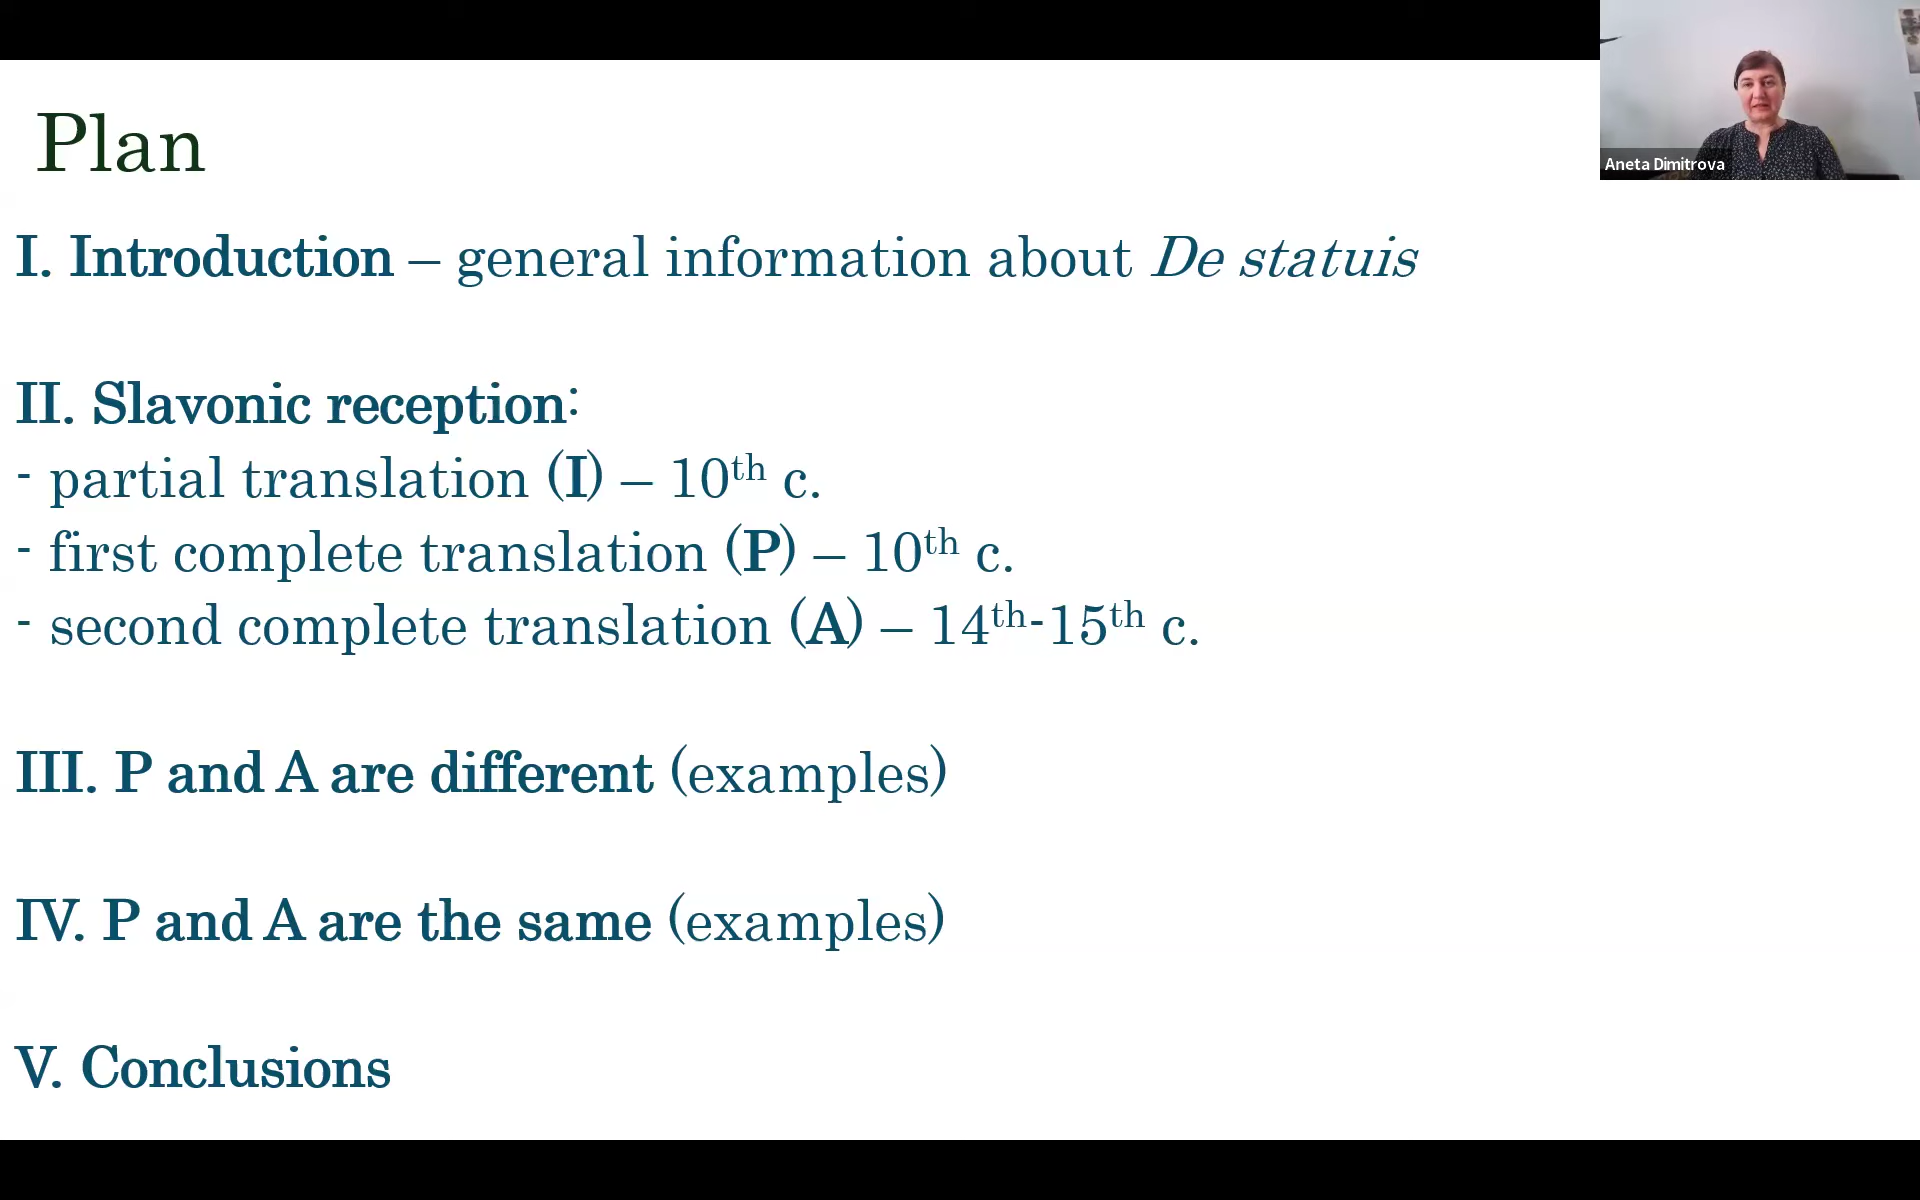 Plan
I. Introduction – general information about De statuis
II. Slavonic reception:
- partial translation (I) – 10th c.
- first complete translation (P) – 10th c.
- second complete translation (A) – 14th-15th c.
III. P and A are different (examples)
IV. P and A are the same (examples)
V. Conclusions
Aneta Dimitrova